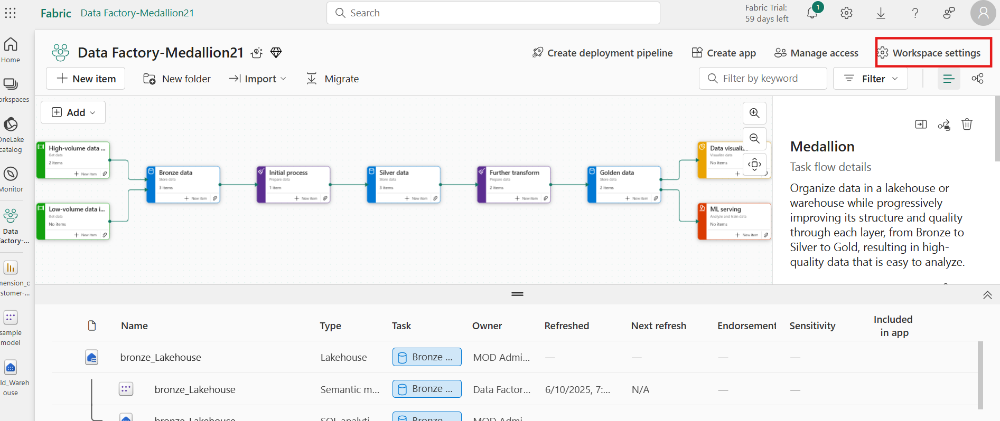 Fabric Data Factory-Medallion21
Search
Fabric Trial:
59 days left
1
Home
orkspaces
OneLake
catalog
Monitor
Data
Factory-...
mension_c
stomer-...
sample
model
ld_Wareh
ouse
Data Factory-Medallion21
Create deployment pipeline
Create app
Manage access
Workspace settings
New item
New folder
Import
Migrate
Filter by keyword
Filter
Add
High-volume data ...
Get data
2 items
New item
Low-volume data i...
Get data
No items
New item
Bronze data
Store data
3 items
New item
Initial process
Prepare data
1 item
New item
Silver data
Store data
3 items
New item
Further transform
Prepare data
2 items
New item
Golden data
Store data
2 items
New item
Data visualiz
Visualize data
No items
ML serving
Analyze and train data
No items
New item
Medallion
Task flow details
Organize data in a lakehouse or
warehouse while progressively
improving its structure and quality
through each layer, from Bronze to
Silver to Gold, resulting in high-
quality data that is easy to analyze.
Name Type Task Owner Refreshed Next refresh Endorsement Sensitivity Included
in app
bronze_Lakehouse Lakehouse Bronze ... MOD Admi... — — — —
bronze_Lakehouse Semantic m... Bronze ... Data Factor... 6/10/2025, 7:... N/A — —
bronze_Lakehouse SQL analyti Bronze MOD Admi